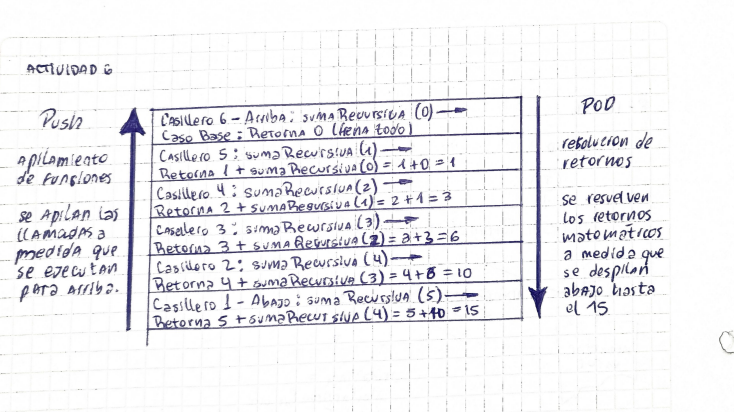 ACTIVIDAD 6
Push
apilamiento
de funciones
se apilan las
llamadas a
medida que
se ejecutan
para arriba.
Casillero 6 - Arriba: sumaRecursiva (0) →
Caso Base: Retorna 0 (frena todo)
Casillero 5: sumaRecursiva (1) →
Retorna 1 + sumaRecursiva (0) = 1+0 = 1
Casillero 4: sumaRecursiva (2) →
Retorna 2 + sumaRecursiva (1) = 2+1 = 3
Casillero 3: sumaRecursiva (3) →
Retorna 3 + sumaRecursiva (2) = 3+3 = 6
Casillero 2: sumaRecursiva (4) →
Retorna 4 + sumaRecursiva (3) = 4+6 = 10
Casillero 1 - Abajo: sumaRecursiva (5) →
Retorna 5 + sumaRecursiva (4) = 5+10 = 15
POP
resolucion de
retornos
se resuelven
los retornos
matematicos
a medida que
se despilan
abajo hasta
el 15